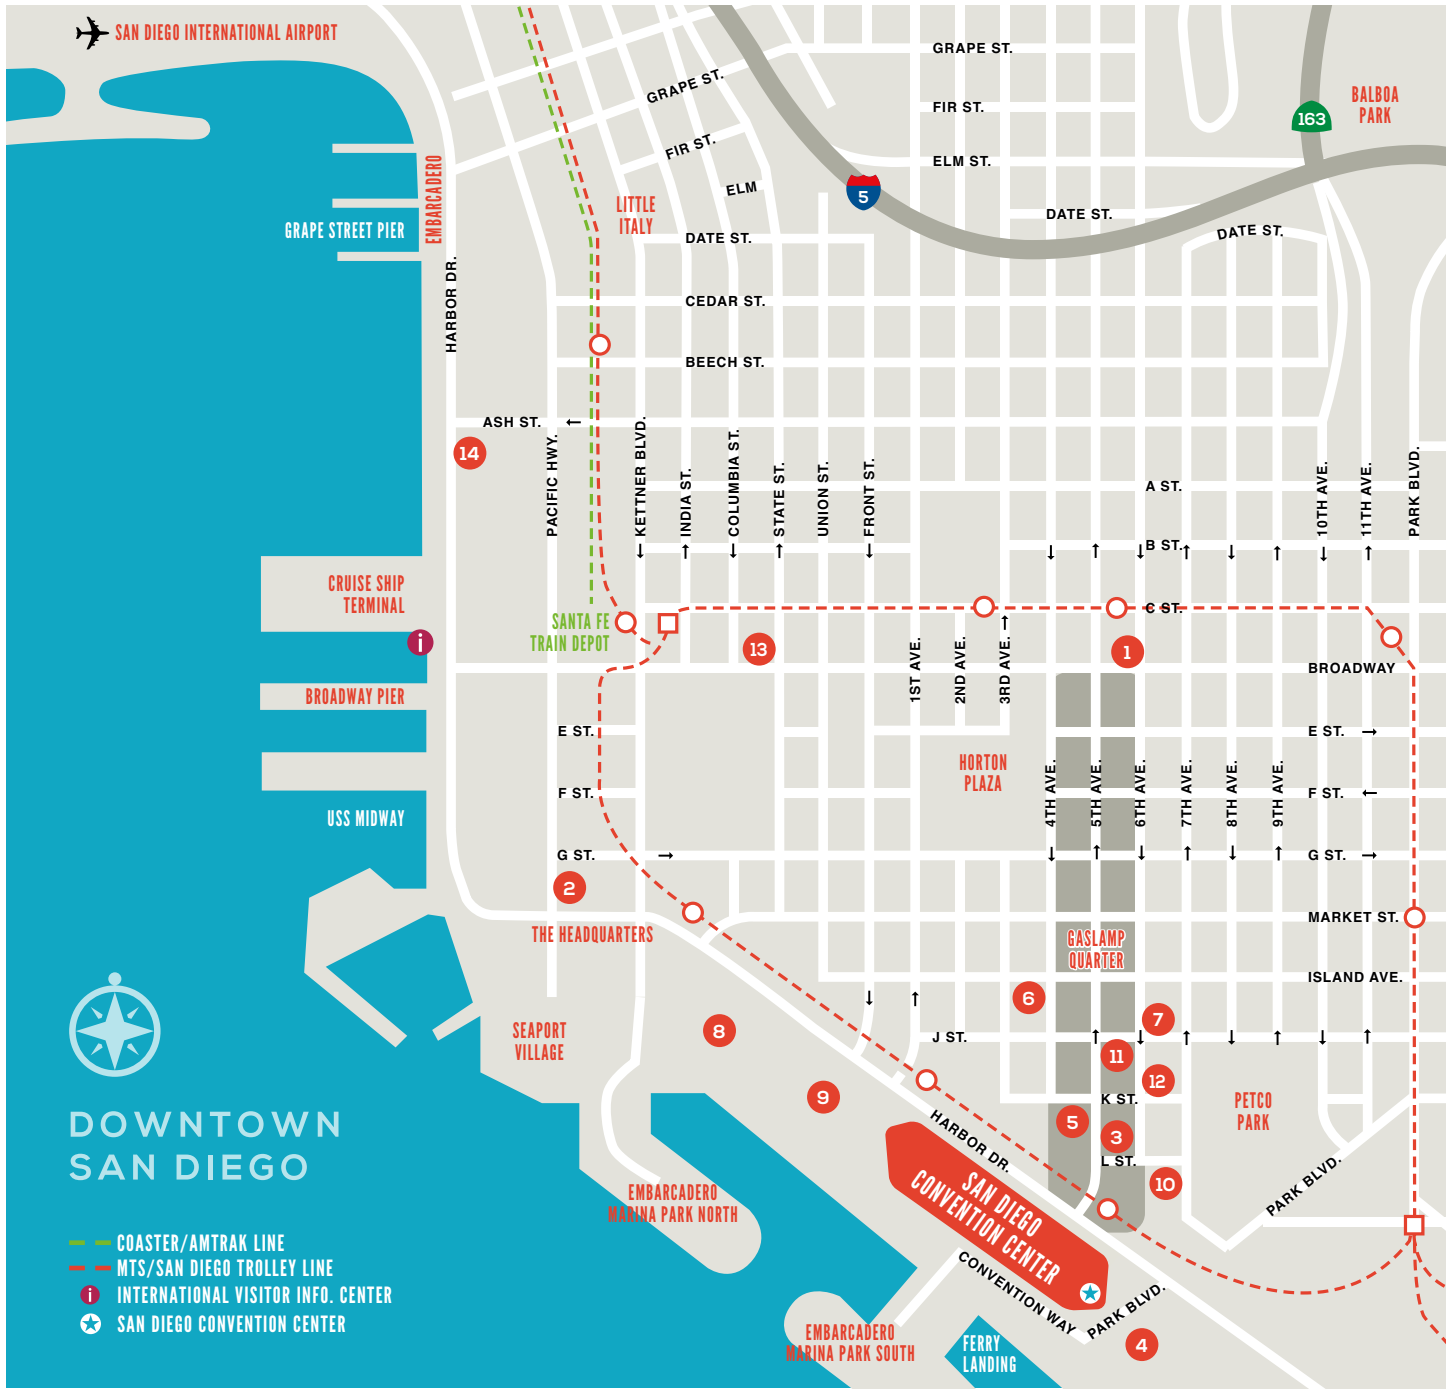 SAN DIEGO INTERNATIONAL AIRPORT
GRAPE ST.
GRAPE ST.
BALBOA
PARK
163
FIR ST.
FIR ST.
ELM ST.
ELM
5
EMBARCADERO
LITTLE
ITALY
GRAPE STREET PIER
DATE ST.
DATE ST.
DATE ST.
HARBOR DR.
CEDAR ST.
BEECH ST.
ASH ST.
14
PACIFIC HWY.
KETTNER BLVD.
INDIA ST.
COLUMBIA ST.
STATE ST.
UNION ST.
FRONT ST.
A ST.
10TH AVE.
11TH AVE.
PARK BLVD.
B ST.
CRUISE SHIP
TERMINAL
C ST.
SANTA FE
TRAIN DEPOT
i
13
1
1ST AVE.
2ND AVE.
3RD AVE.
BROADWAY
BROADWAY PIER
E ST.
E ST.
HORTON
PLAZA
4TH AVE.
5TH AVE.
6TH AVE.
7TH AVE.
8TH AVE.
9TH AVE.
F ST.
F ST.
USS MIDWAY
G ST.
G ST.
2
MARKET ST.
THE HEADQUARTERS
GASLAMP
QUARTER
ISLAND AVE.
6
7
SEAPORT
VILLAGE
8
J ST.
11
12
9
K ST.
PETCO
PARK
5
3
HARBOR DR.
L ST.
10
PARK BLVD.
DOWNTOWN
SAN DIEGO
SAN DIEGO
CONVENTION CENTER
EMBARCADERO
MARINA PARK NORTH
COASTER/AMTRAK LINE
MTS/SAN DIEGO TROLLEY LINE
i INTERNATIONAL VISITOR INFO. CENTER
SAN DIEGO CONVENTION CENTER
CONVENTION WAY
PARK BLVD.
4
EMBARCADERO
MARINA PARK SOUTH
FERRY
LANDING